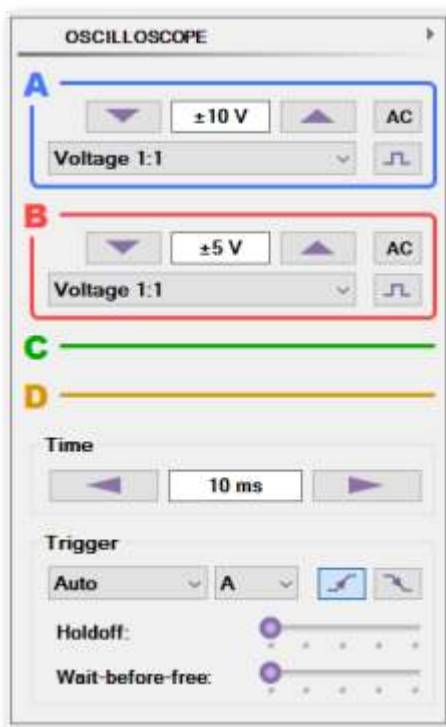 OSCILLOSCOPE
A
±10 V AC
Voltage 1:1
B
±5 V AC
Voltage 1:1
C
D
Time
10 ms
Trigger
Auto A
Holdoff:
Wait-before-free: